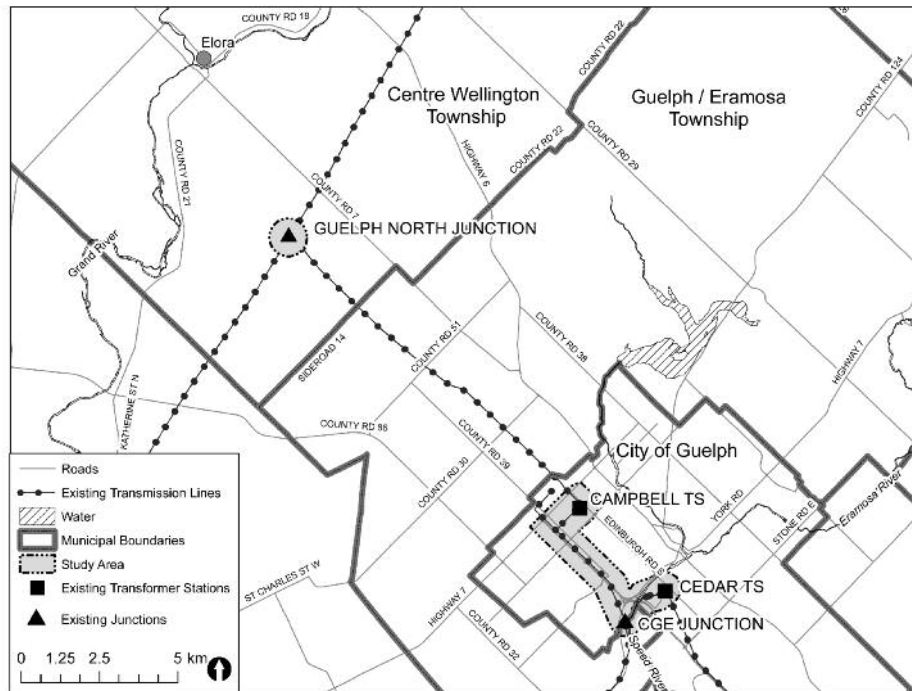 COUNTY RD 18
Elora
COUNTY RD 22
COUNTY RD 124
Centre Wellington
Township
Guelph / Eramosa
Township
COUNTY RD 21
HIGHWAY 6
COUNTY RD 22
COUNTY RD 29
COUNTY RD 7
GUELPH NORTH JUNCTION
Grand River
SIDEROAD 14
COUNTY RD 51
COUNTY RD 38
HIGHWAY 7
KATHERINE ST N
COUNTY RD 86
COUNTY RD 39
COUNTY RD 30
City of Guelph
Roads
Existing Transmission Lines
Water
Municipal Boundaries
Study Area
Existing Transformer Stations
Existing Junctions
0 1.25 2.5 5 km
CAMPBELL TS
YORK RD
STONE RD E
Eramosa River
EDINBURGH RD S
CEDAR TS
CGE JUNCTION
Speed River
ST CHARLES ST W
HIGHWAY 7
COUNTY RD 32